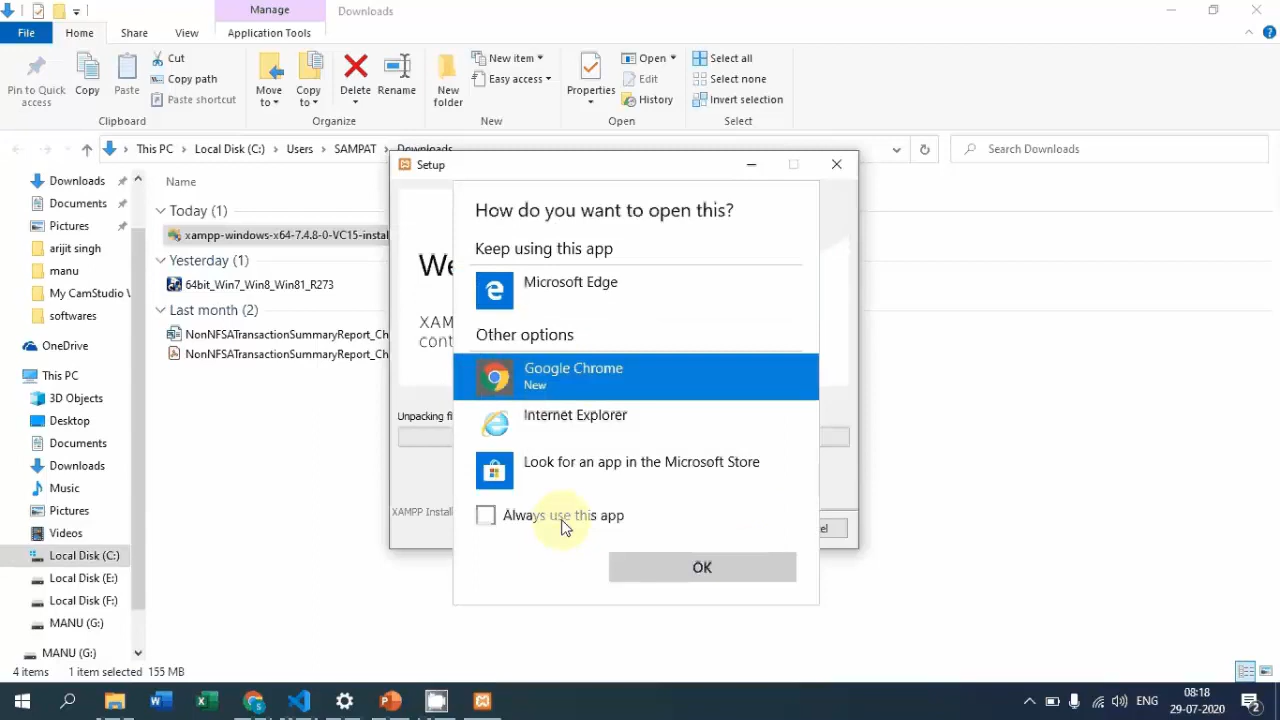 Manage
Downloads
File
Home
Share
View
Application Tools
Pin to Quick
access
Copy
Paste
Cut
Copy path
Paste shortcut
Clipboard
Move
to
Copy
to
Delete
Rename
Organize
New
folder
New item
Easy access
New
Properties
Open
Edit
History
Open
Select all
Select none
Invert selection
Select
This PC
Local Disk (C:)
Users
SAMPAT
Downloads
Search Downloads
Downloads
Documents
Pictures
arijit singh
manu
My CamStudio V
softwares
OneDrive
This PC
3D Objects
Desktop
Documents
Downloads
Music
Pictures
Videos
Local Disk (C:)
Local Disk (E:)
Local Disk (F:)
MANU (G:)
MANU (G:)
Name
Today (1)
xampp-windows-x64-7.4.8-0-VC15-instal
Yesterday (1)
64bit_Win7_Win8_Win81_R273
Last month (2)
NonNFSATransactionSummaryReport_Ch
NonNFSATransactionSummaryReport_Ch
Setup
We
XAM
cont
Unpacking fi
XAMPP Install
el
How do you want to open this?
Keep using this app
Microsoft Edge
Other options
Google Chrome
New
Internet Explorer
Look for an app in the Microsoft Store
Always use this app
OK
4 items
1 item selected
155 MB
ENG
08:18
29-07-2020
2